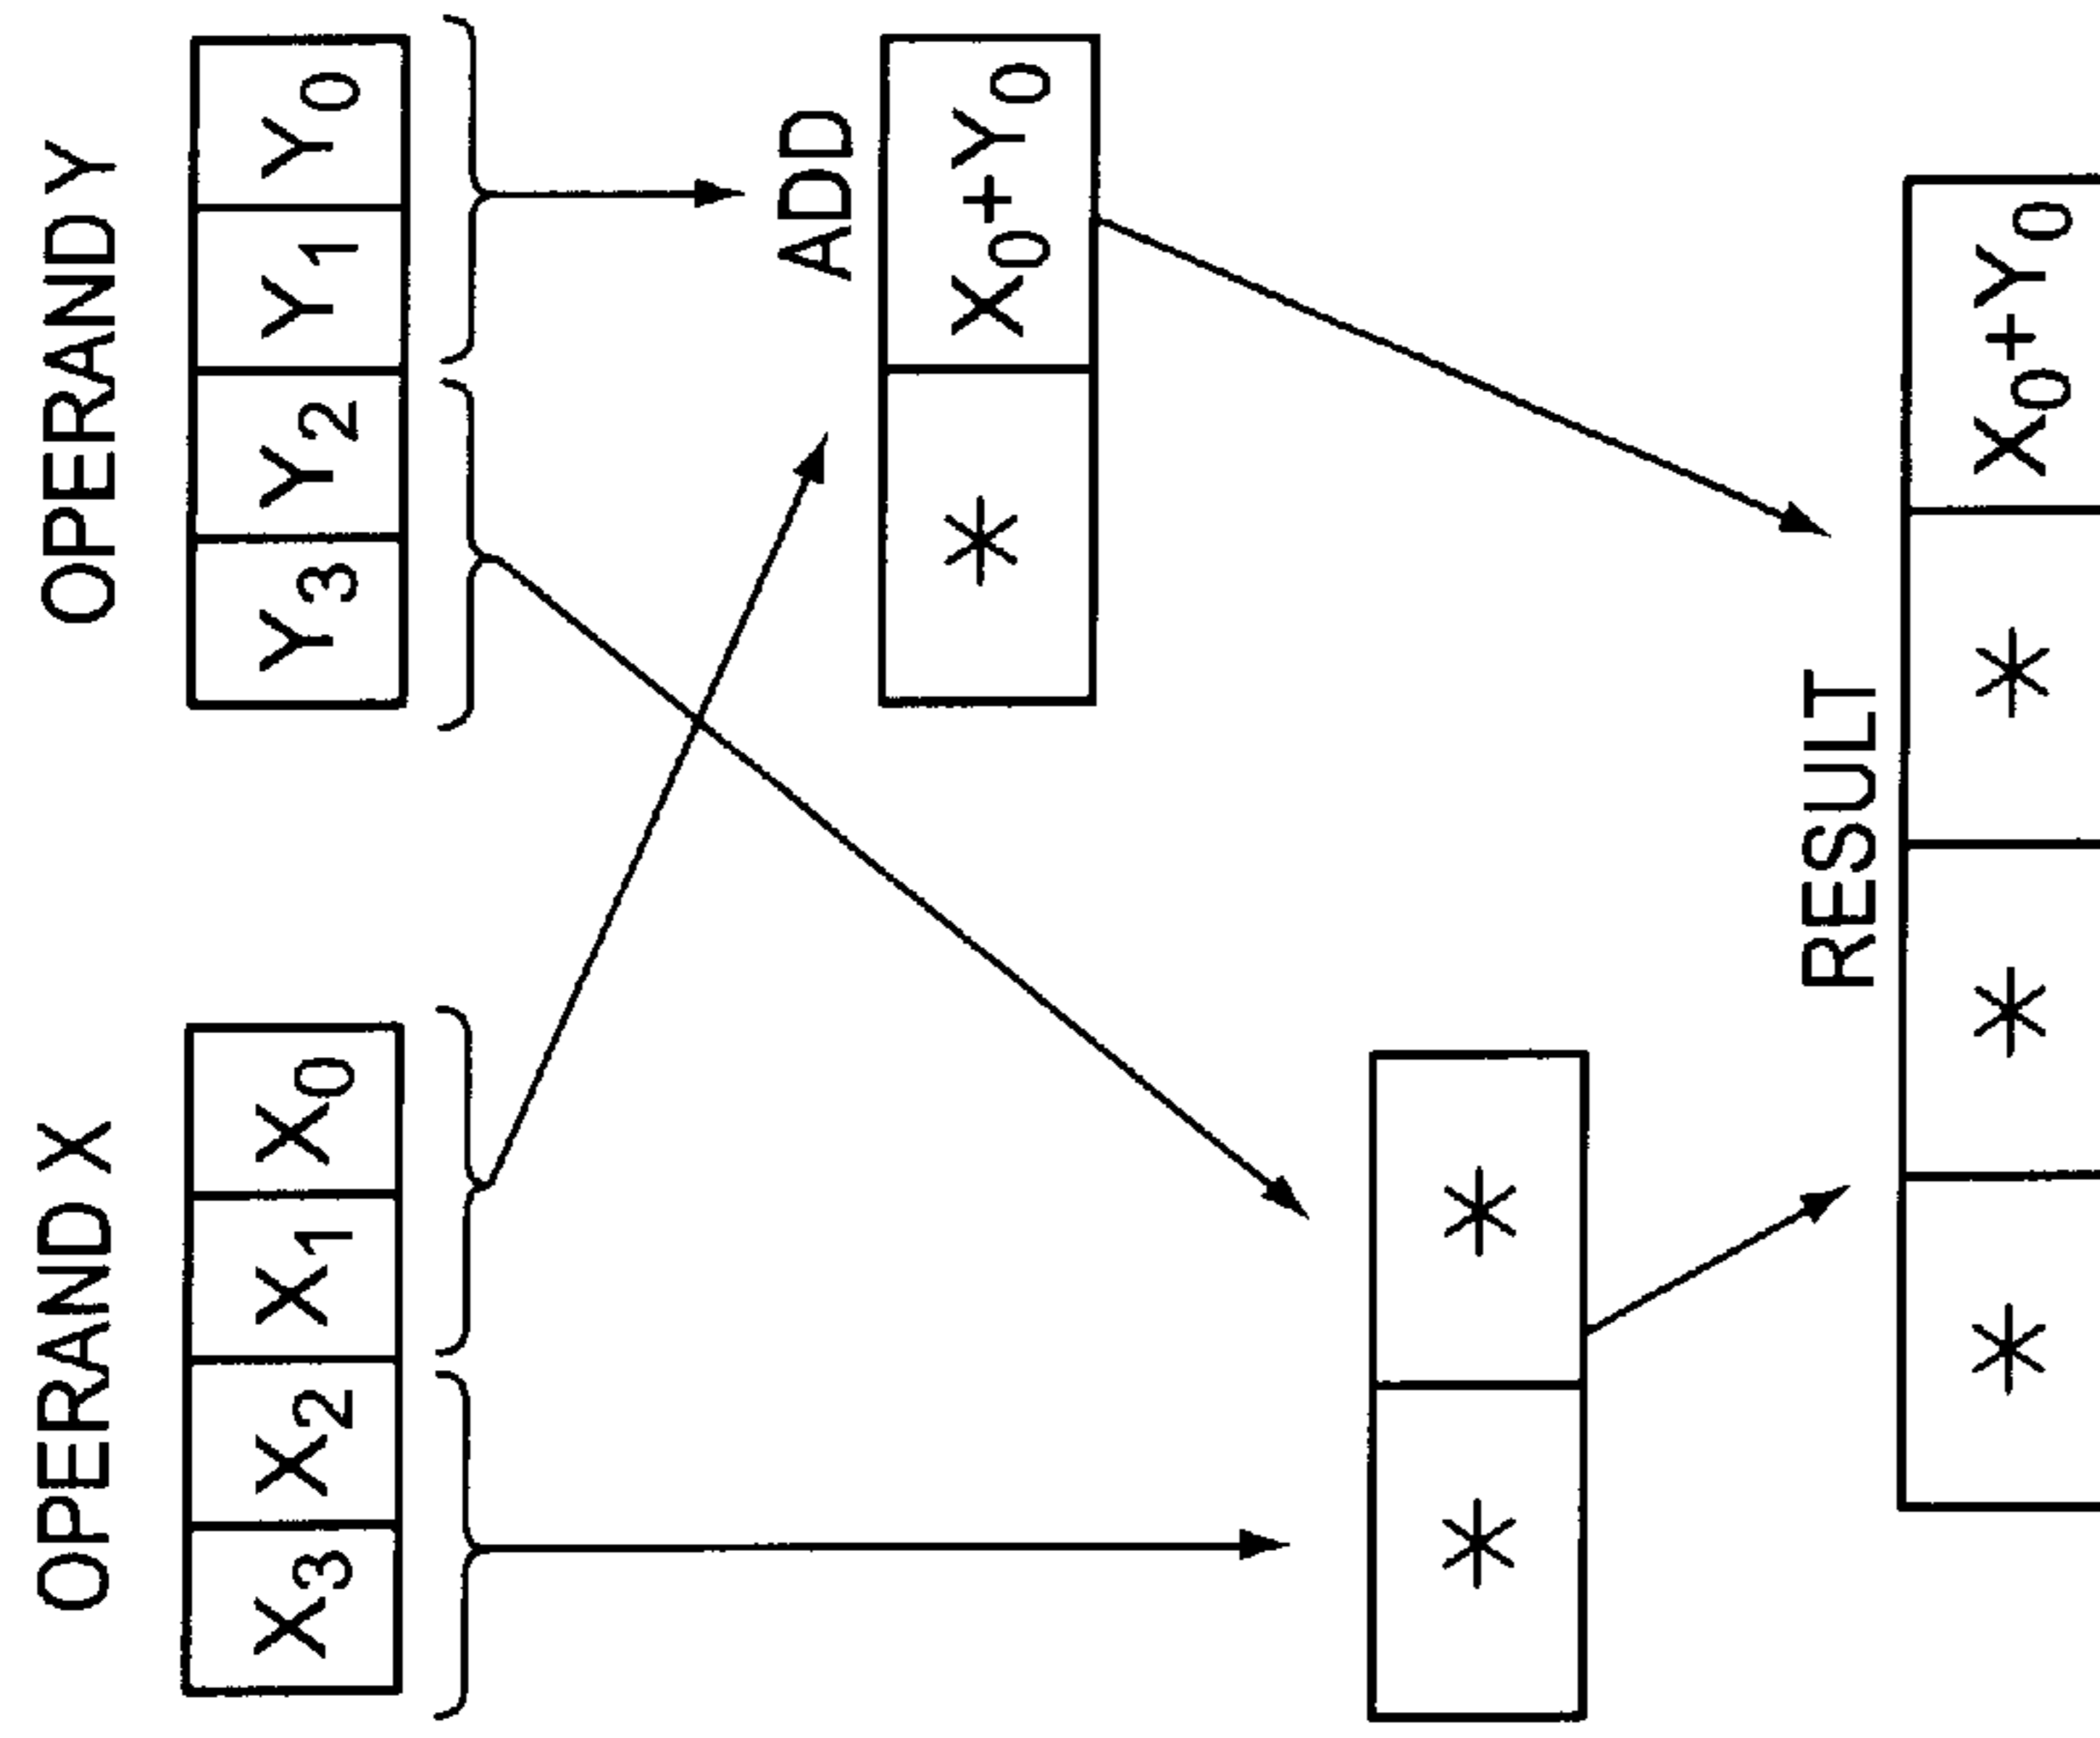 OPERAND X
OPERAND Y
X3 X2 X1 X0
Y3 Y2 Y1 Y0
ADD
* X0+Y0
* *
RESULT
* * * X0+Y0